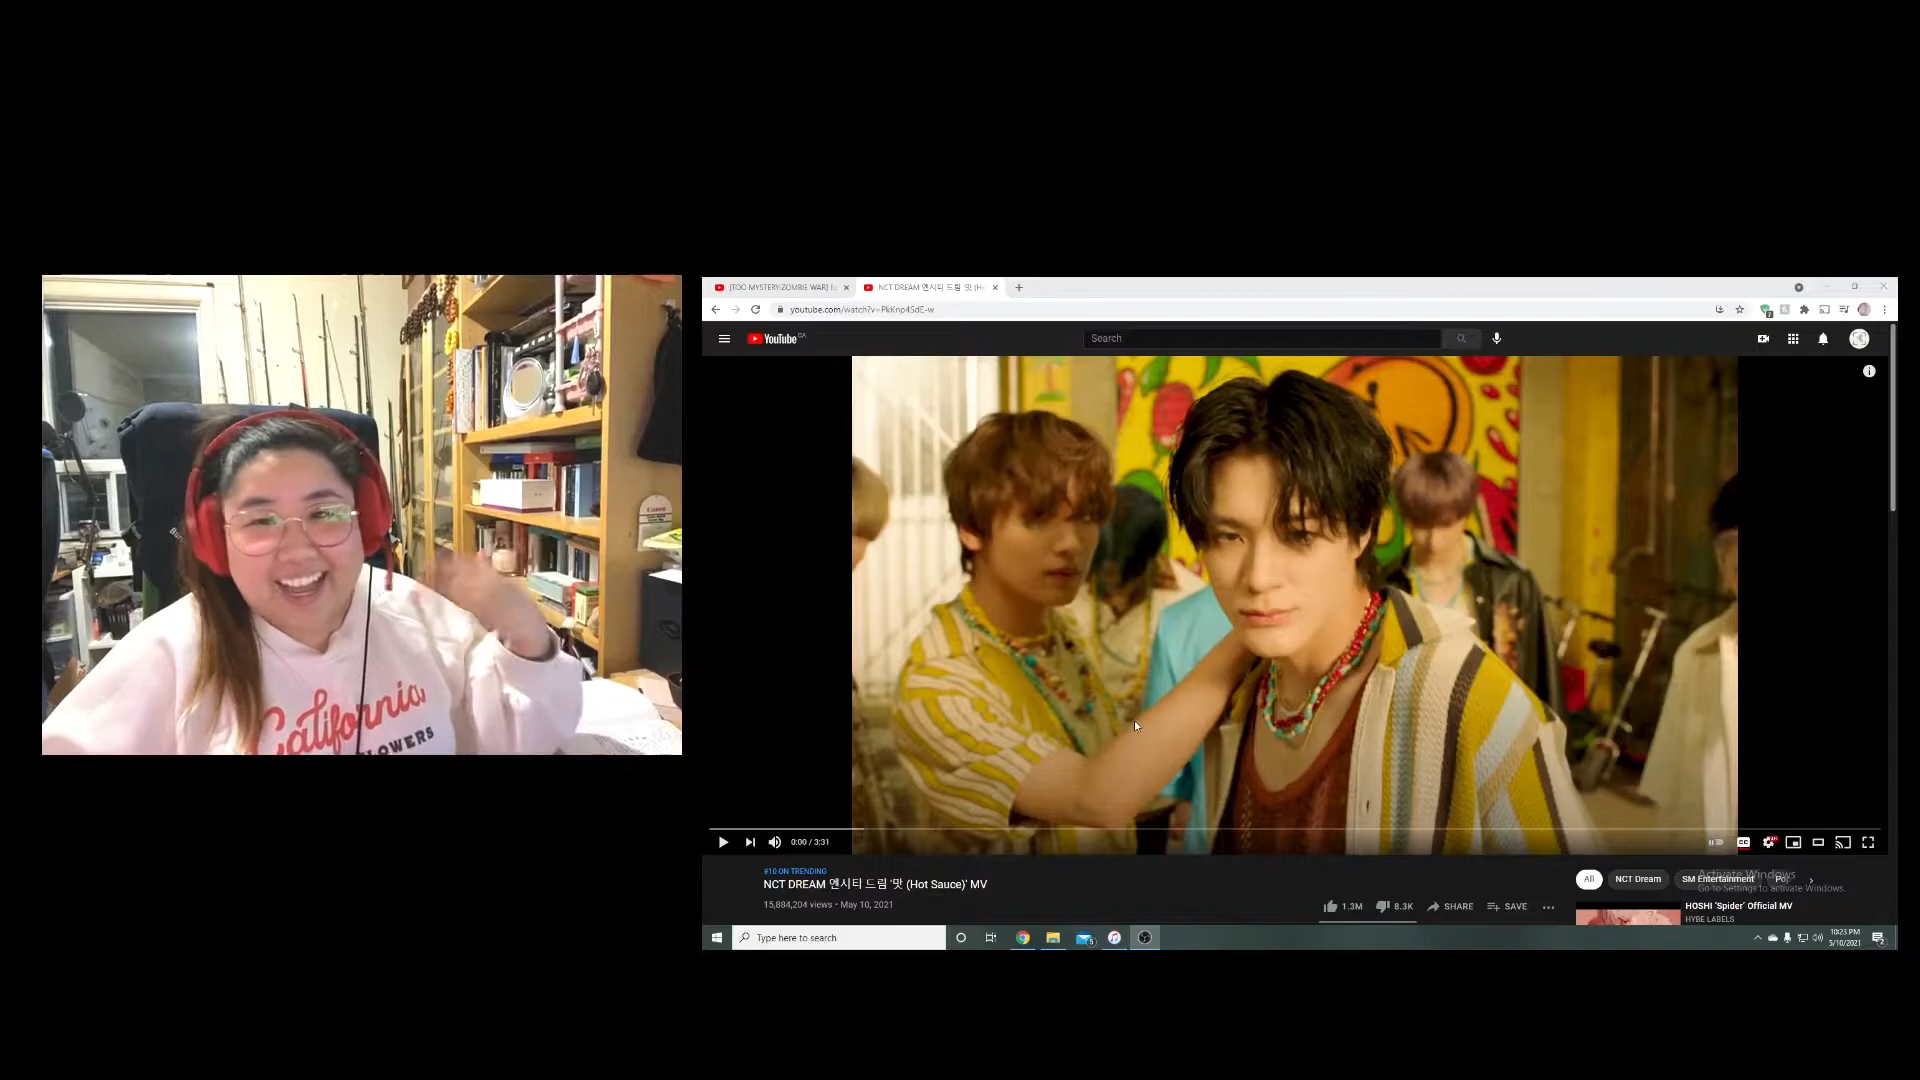 [TOO MYSTERY:ZOMBIE WAR] E
NCT DREAM 엔시티 드림 '맛 (Ho
youtube.com/watch?v=PkKnp4SdE-w
YouTube CA
Search
Canon
California
FLOWERS
0:00 / 3:31
#10 ON TRENDING
NCT DREAM 엔시티 드림 '맛 (Hot Sauce)' MV
15,884,204 views • May 10, 2021
1.3M
8.3K
SHARE
SAVE
All
NCT Dream
SM Entertainment
Activate Windows
Go to Settings to activate Windows.
HOSHI 'Spider' Official MV
HYBE LABELS
Type here to search
10:23 PM
5/10/2021